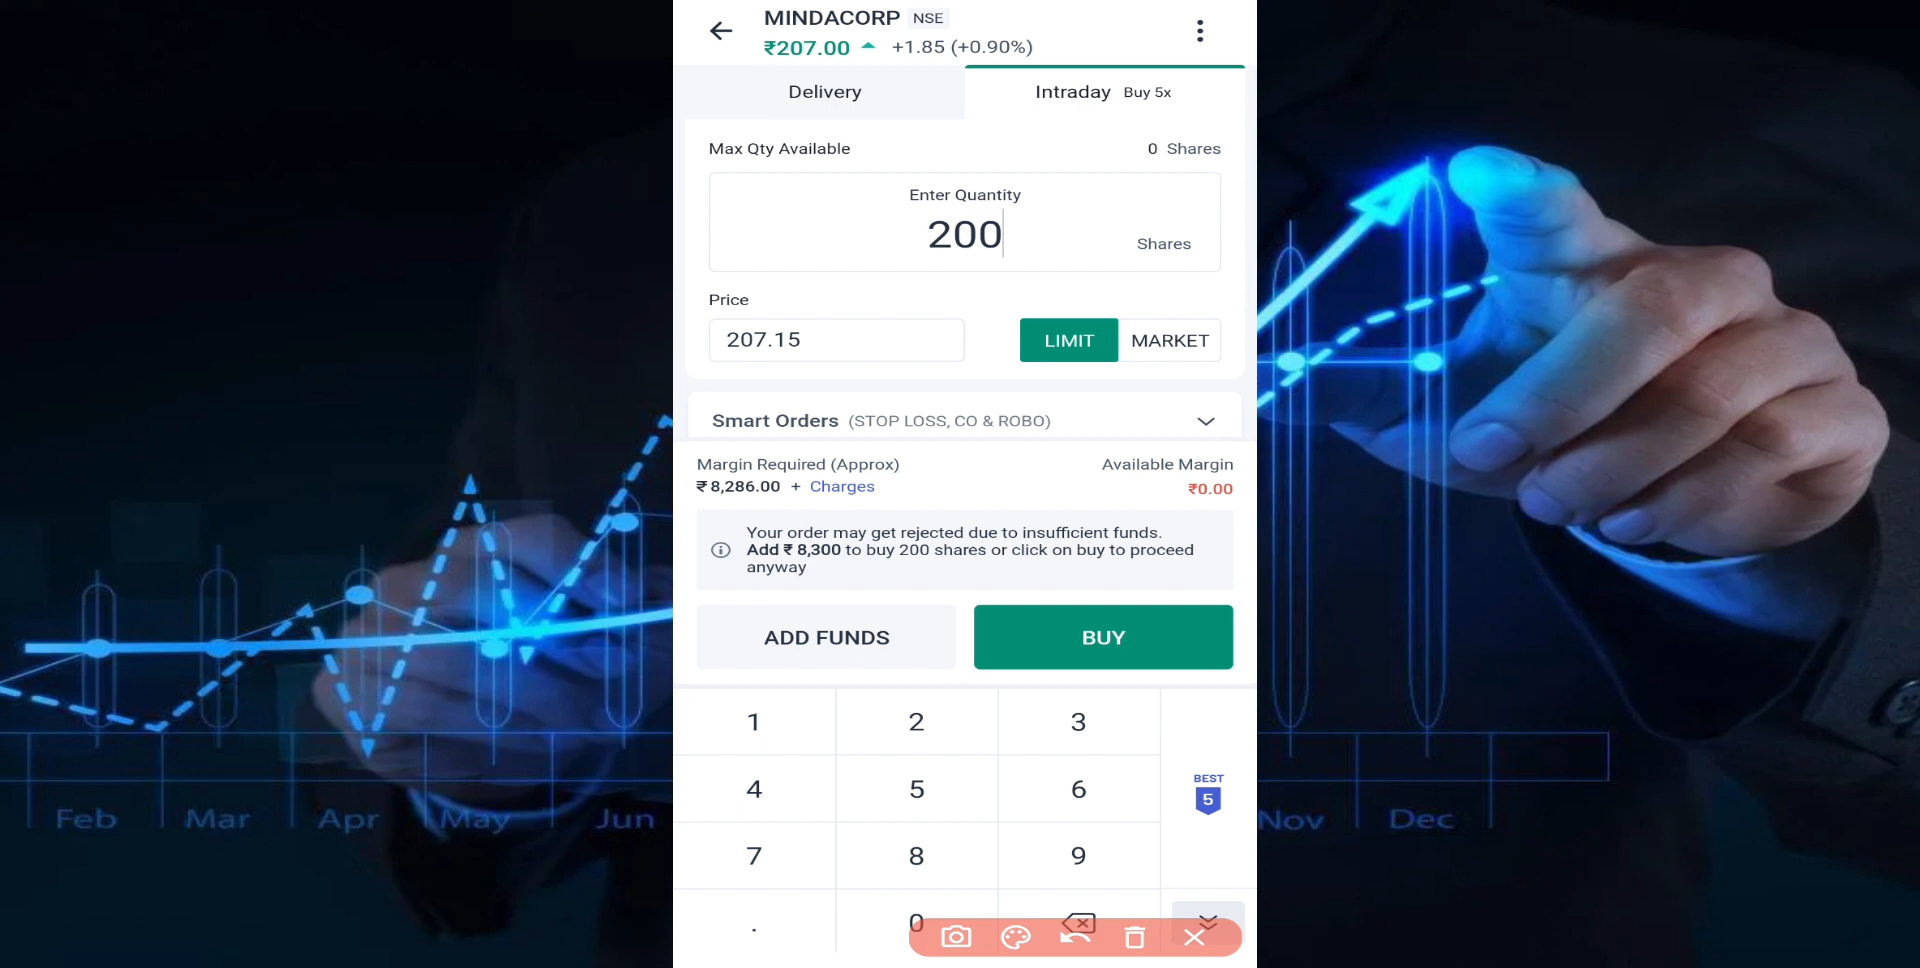 MINDACORP NSE
₹207.00 +1.85 (+0.90%)
Delivery
Intraday Buy 5x
Max Qty Available
0 Shares
Enter Quantity
200
Shares
Price
207.15
LIMIT
MARKET
Smart Orders (STOP LOSS, CO & ROBO)
Margin Required (Approx)
Available Margin
₹ 8,286.00 + Charges
₹0.00
Your order may get rejected due to insufficient funds.
Add ₹ 8,300 to buy 200 shares or click on buy to proceed
anyway
ADD FUNDS
BUY
1 2 3
4 5 6
BEST
5
7 8 9
. 0
Feb Mar Apr May Jun
Nov Dec